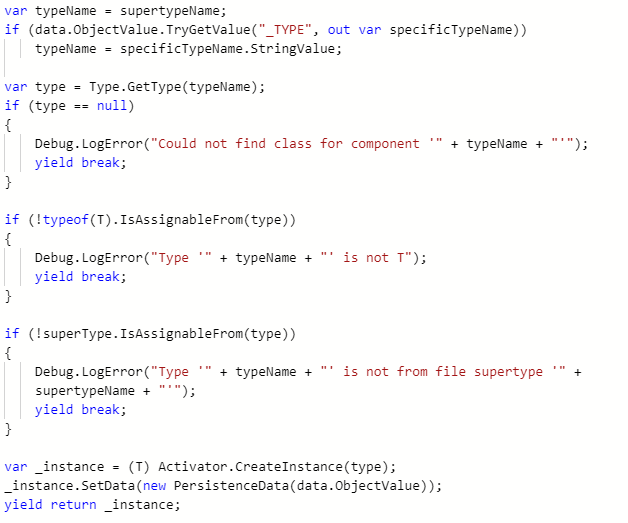 var typeName = supertypeName;
if (data.ObjectValue.TryGetValue("_TYPE", out var specificTypeName))
    typeName = specificTypeName.StringValue;

var type = Type.GetType(typeName);
if (type == null)
{
    Debug.LogError("Could not find class for component '" + typeName + "'");
    yield break;
}

if (!typeof(T).IsAssignableFrom(type))
{
    Debug.LogError("Type '" + typeName + "' is not T");
    yield break;
}

if (!superType.IsAssignableFrom(type))
{
    Debug.LogError("Type '" + typeName + "' is not from file supertype '" +
    supertypeName + "'");
    yield break;
}

var _instance = (T) Activator.CreateInstance(type);
_instance.SetData(new PersistenceData(data.ObjectValue));
yield return _instance;